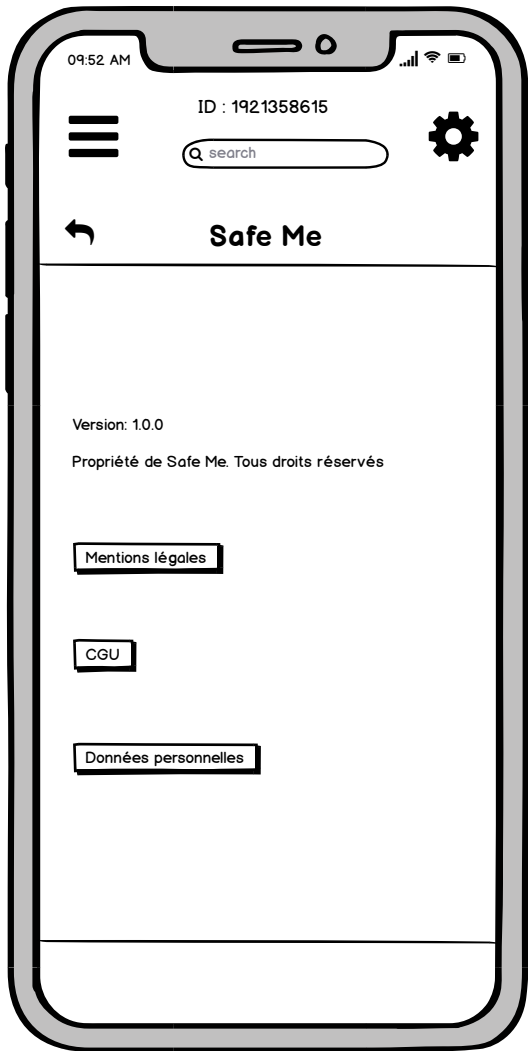 09:52 AM
ID : 1921358615
search
Safe Me
Version: 1.0.0
Propriété de Safe Me. Tous droits réservés
Mentions légales
CGU
Données personnelles